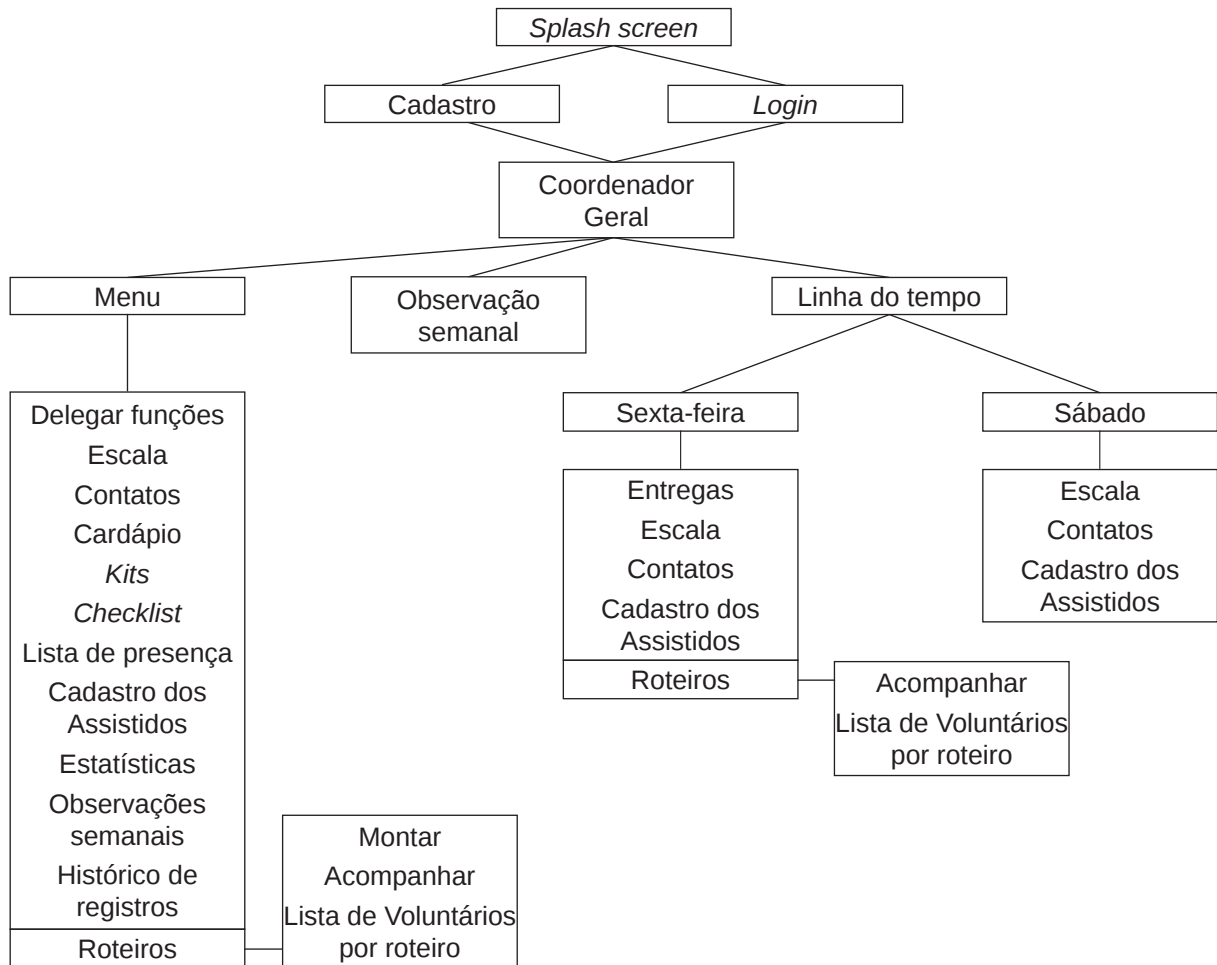 Splash screen
Cadastro
Login
Coordenador
Geral
Menu
Observação
semanal
Linha do tempo
Delegar funções
Escala
Contatos
Cardápio
Kits
Checklist
Lista de presença
Cadastro dos
Assistidos
Estatísticas
Observações
semanais
Histórico de
registros
Roteiros
Montar
Acompanhar
Lista de Voluntários
por roteiro
Sexta-feira
Entregas
Escala
Contatos
Cadastro dos
Assistidos
Roteiros
Acompanhar
Lista de Voluntários
por roteiro
Sábado
Escala
Contatos
Cadastro dos
Assistidos